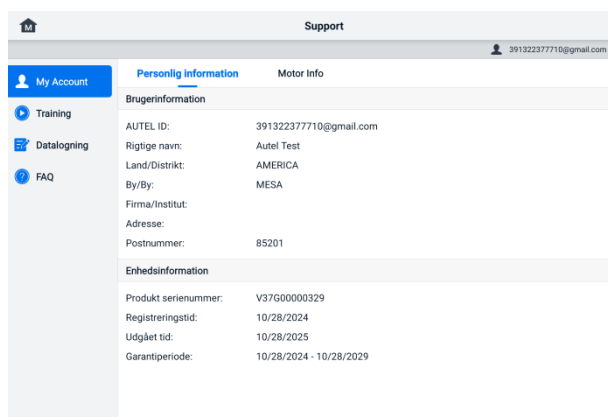 M
Support
391322377710@gmail.com
My Account
Training
Datalogning
FAQ
Personlig information Motor Info
Brugerinformation
AUTEL ID: 391322377710@gmail.com
Rigtige navn: Autel Test
Land/Distrikt: AMERICA
By/By: MESA
Firma/Institut:
Adresse:
Postnummer: 85201
Enhedsinformation
Produkt serienummer: V37G00000329
Registreringstid: 10/28/2024
Udgået tid: 10/28/2025
Garantiperiode: 10/28/2024 - 10/28/2029